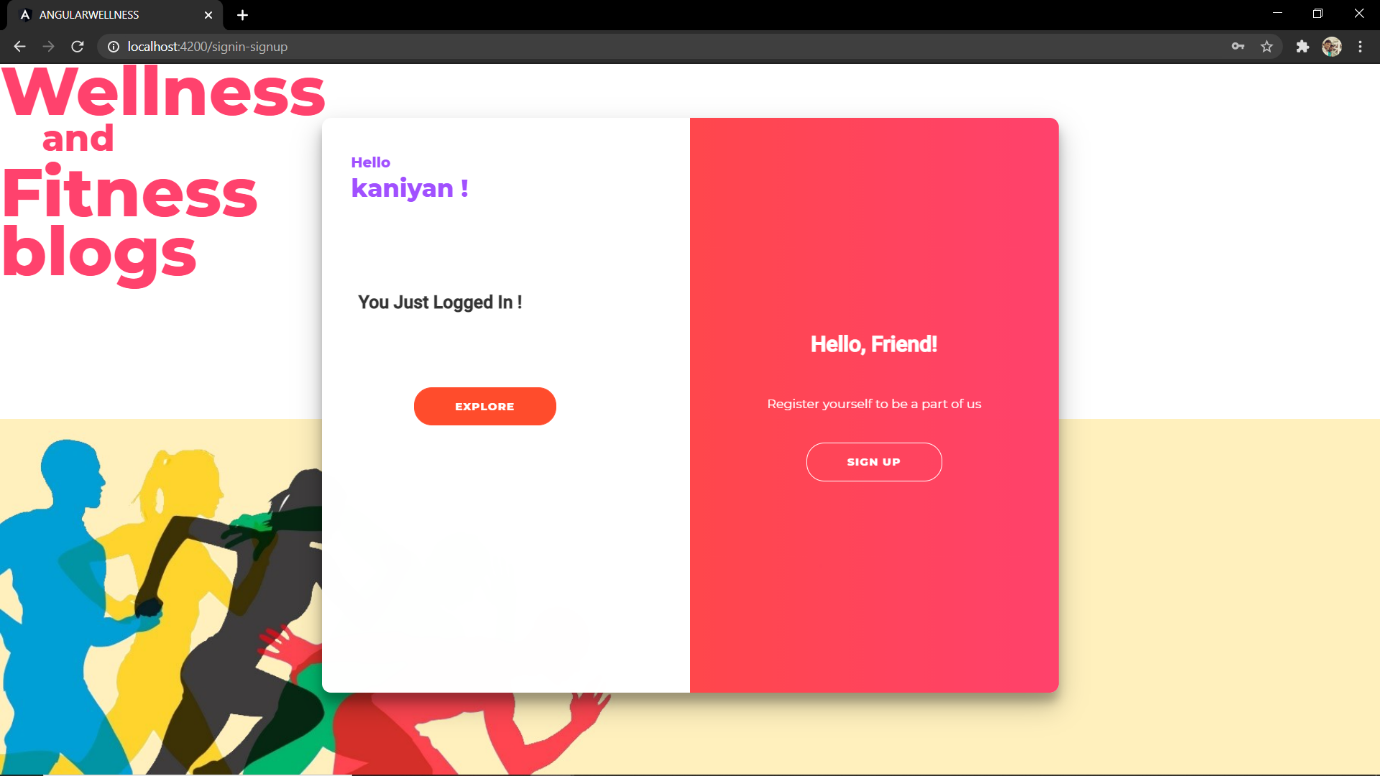 ANGULARWELLNESS
localhost:4200/signin-signup
Wellness
and
Fitness
blogs
Hello
kaniyan !
You Just Logged In !
EXPLORE
Hello, Friend!
Register yourself to be a part of us
SIGN UP